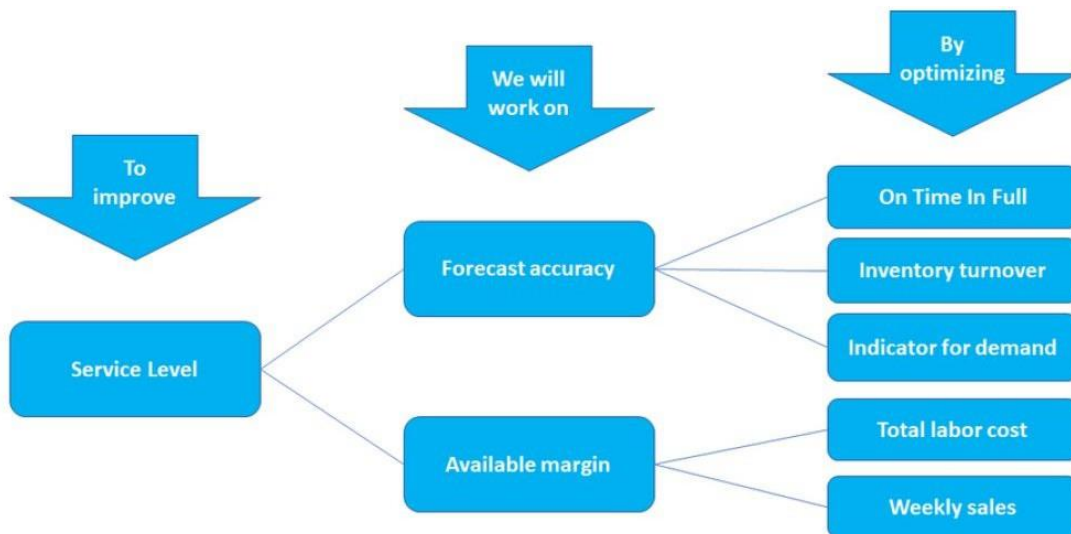 To
improve
We will
work on
By
optimizing
Service Level
Forecast accuracy
Available margin
On Time In Full
Inventory turnover
Indicator for demand
Total labor cost
Weekly sales